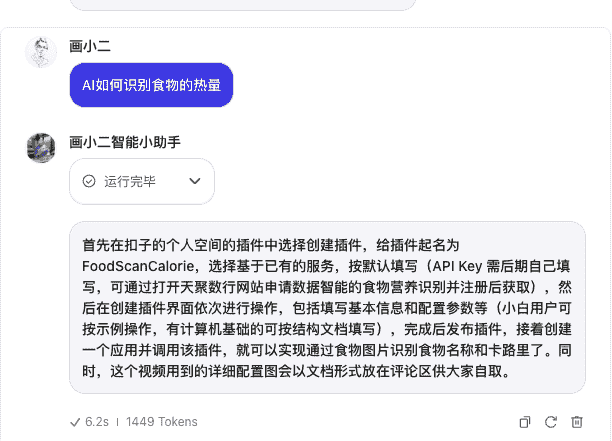 画小二
AI如何识别食物的热量
画小二智能小助手
运行完毕
首先在扣子的个人空间的插件中选择创建插件，给插件起名为
FoodScanCalorie，选择基于已有的服务，按默认填写（API Key 需后期自己填
写，可通过打开天聚数行网站申请数据智能的食物营养识别并注册后获取），然
后在创建插件界面依次进行操作，包括填写基本信息和配置参数等（小白用户可
按示例操作，有计算机基础的可按结构文档填写），完成后发布插件，接着创建
一个应用并调用该插件，就可以实现通过食物图片识别食物名称和卡路里了。同
时，这个视频用到的详细配置图会以文档形式放在评论区供大家自取。
6.2s | 1449 Tokens